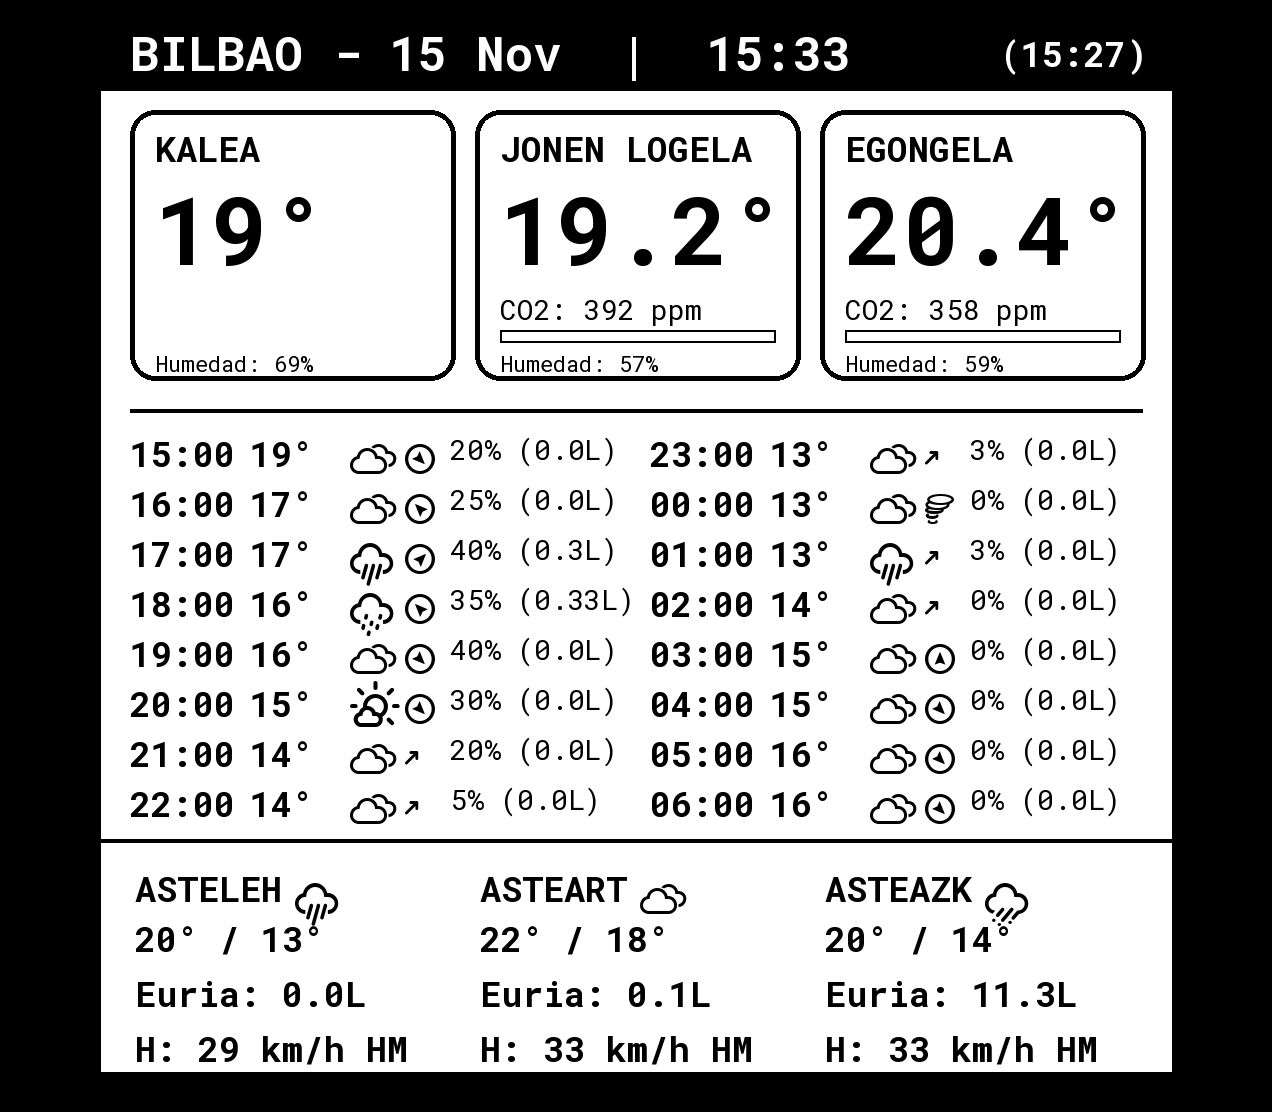 BILBAO - 15 Nov | 15:33 (15:27)
KALEA
19°
Humedad: 69%
JONEN LOGELA
19.2°
CO2: 392 ppm
Humedad: 57%
EGONGELA
20.4°
CO2: 358 ppm
Humedad: 59%
15:00 19° 20% (0.0L)
16:00 17° 25% (0.0L)
17:00 17° 40% (0.3L)
18:00 16° 35% (0.33L)
19:00 16° 40% (0.0L)
20:00 15° 30% (0.0L)
21:00 14° 20% (0.0L)
22:00 14° 5% (0.0L)
23:00 13° 3% (0.0L)
00:00 13° 0% (0.0L)
01:00 13° 3% (0.0L)
02:00 14° 0% (0.0L)
03:00 15° 0% (0.0L)
04:00 15° 0% (0.0L)
05:00 16° 0% (0.0L)
06:00 16° 0% (0.0L)
ASTELEH
20° / 13°
Euria: 0.0L
H: 29 km/h HM
ASTEART
22° / 18°
Euria: 0.1L
H: 33 km/h HM
ASTEAZK
20° / 14°
Euria: 11.3L
H: 33 km/h HM